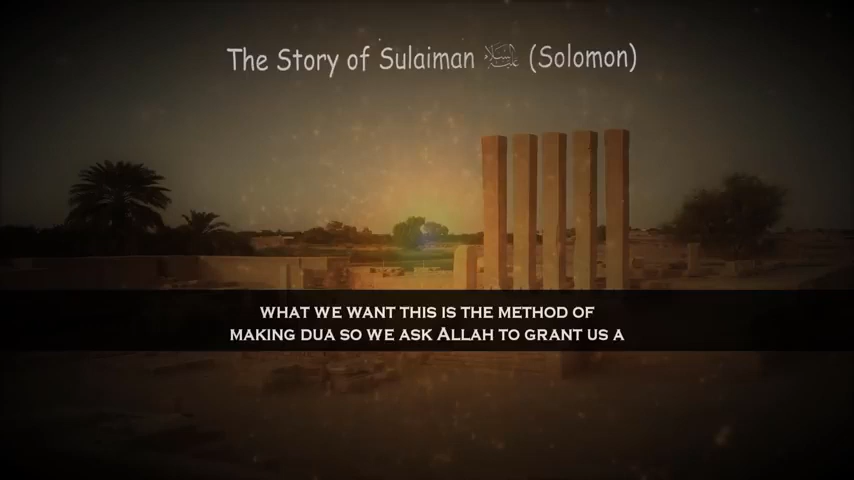 The Story of Sulaiman (Solomon)
WHAT WE WANT THIS IS THE METHOD OF
MAKING DUA SO WE ASK ALLAH TO GRANT US A